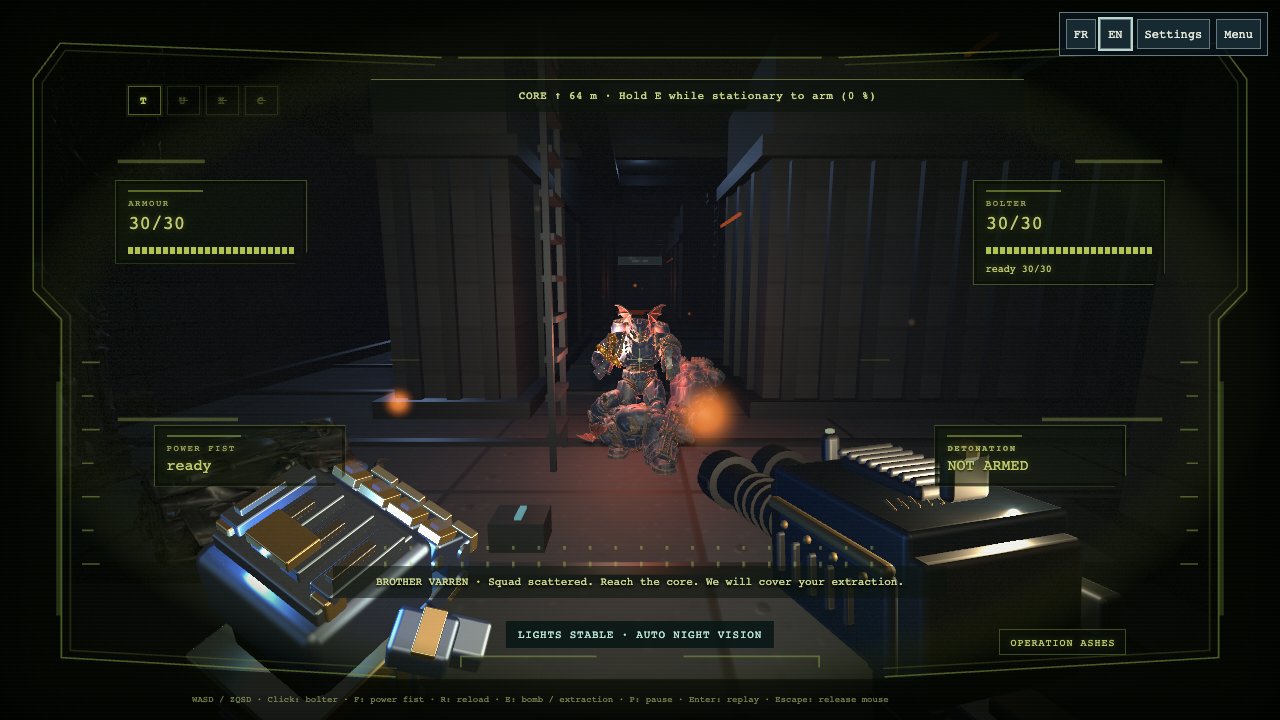 FR EN Settings Menu
CORE ↑ 64 m · Hold E while stationary to arm (0 %)
T
ARMOUR
30/30
BOLTER
30/30
ready 30/30
POWER FIST
ready
DETONATION
NOT ARMED
BROTHER VARREN · Squad scattered. Reach the core. We will cover your extraction.
LIGHTS STABLE · AUTO NIGHT VISION
OPERATION ASHES
WASD / ZQSD · Click: bolter · F: power fist · R: reload · E: bomb / extraction · P: pause · Enter: replay · Escape: release mouse